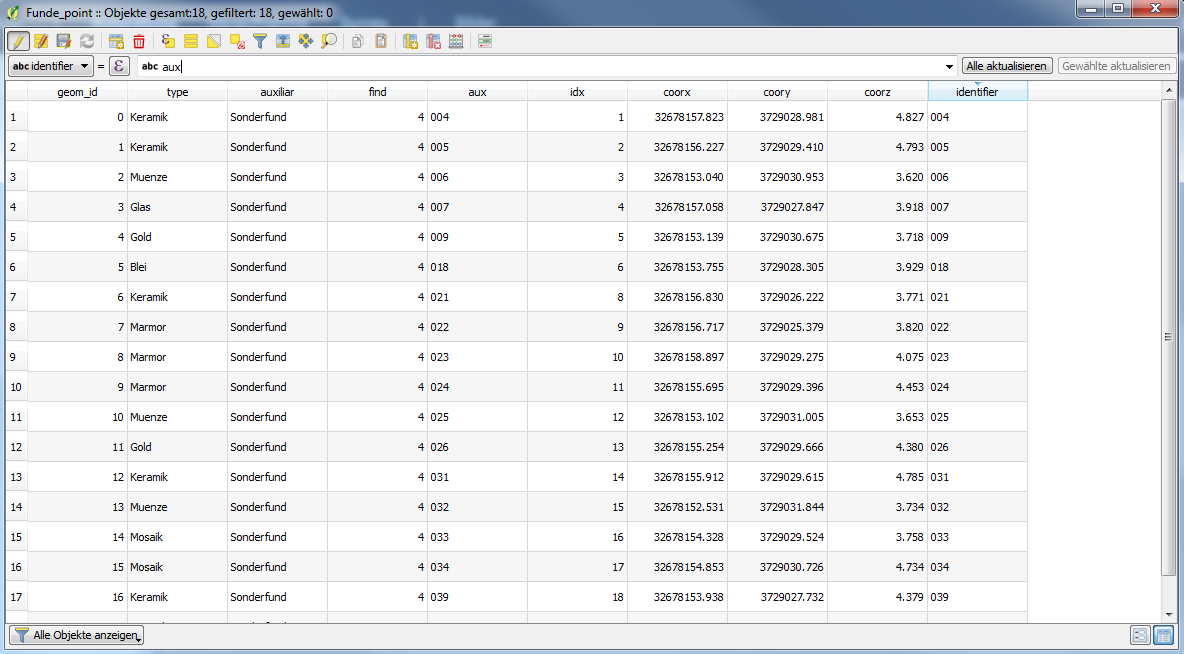 Funde_point :: Objekte gesamt:18, gefiltert: 18, gewählt: 0
abc identifier = ε abc aux Alle aktualisieren Gewählte aktualisieren
geom_id type auxiliar find aux idx coorx coory coorz identifier
1 0 Keramik Sonderfund 4 004 1 32678157.823 3729028.981 4.827 004
2 1 Keramik Sonderfund 4 005 2 32678156.227 3729029.410 4.793 005
3 2 Muenze Sonderfund 4 006 3 32678153.040 3729030.953 3.620 006
4 3 Glas Sonderfund 4 007 4 32678157.058 3729027.847 3.918 007
5 4 Gold Sonderfund 4 009 5 32678153.139 3729030.675 3.718 009
6 5 Blei Sonderfund 4 018 6 32678153.755 3729028.305 3.929 018
7 6 Keramik Sonderfund 4 021 8 32678156.830 3729026.222 3.771 021
8 7 Marmor Sonderfund 4 022 9 32678156.717 3729025.379 3.820 022
9 8 Marmor Sonderfund 4 023 10 32678158.897 3729029.275 4.075 023
10 9 Marmor Sonderfund 4 024 11 32678155.695 3729029.396 4.453 024
11 10 Muenze Sonderfund 4 025 12 32678153.102 3729031.005 3.653 025
12 11 Gold Sonderfund 4 026 13 32678155.254 3729029.666 4.380 026
13 12 Keramik Sonderfund 4 031 14 32678155.912 3729029.615 4.785 031
14 13 Muenze Sonderfund 4 032 15 32678152.531 3729031.844 3.734 032
15 14 Mosaik Sonderfund 4 033 16 32678154.328 3729029.524 3.758 033
16 15 Mosaik Sonderfund 4 034 17 32678154.853 3729030.726 4.734 034
17 16 Keramik Sonderfund 4 039 18 32678153.938 3729027.732 4.379 039
Alle Objekte anzeigen